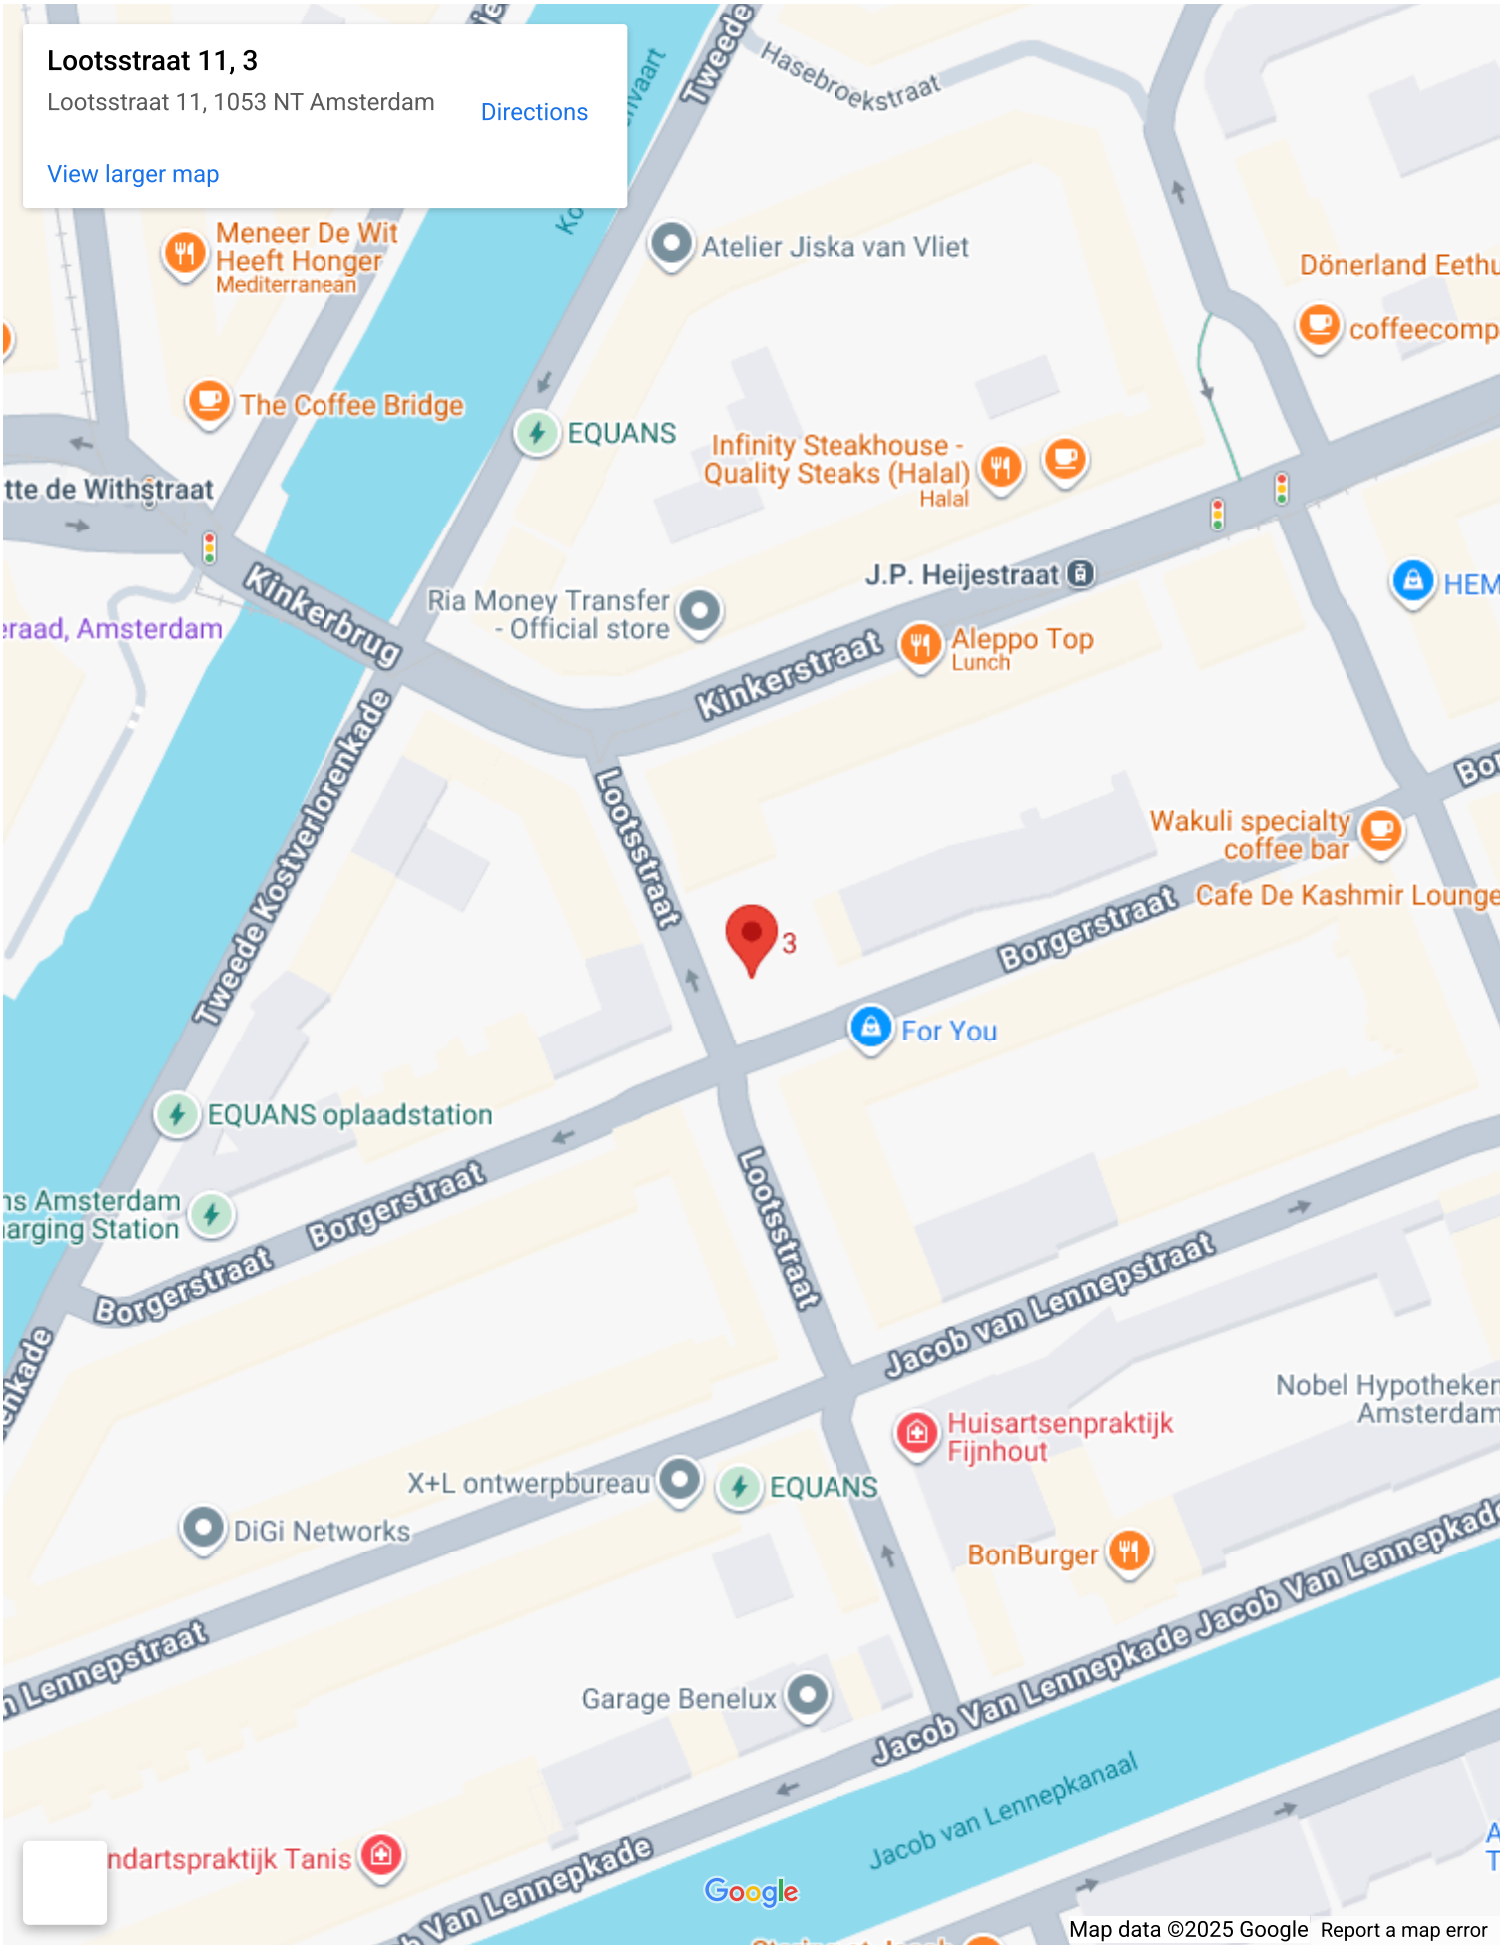 Lootsstraat 11, 3
Lootsstraat 11, 1053 NT Amsterdam
Directions
View larger map
Tweede
Hasebroekstraat
Meneer De Wit
Heeft Honger
Mediterranean
Atelier Jiska van Vliet
Dönerland Eethu
coffeecomp
The Coffee Bridge
EQUANS
Infinity Steakhouse -
Quality Steaks (Halal)
Halal
tte de Withstraat
J.P. Heijestraat
HEM
Kinkerbrug
Ria Money Transfer
- Official store
eraad, Amsterdam
Aleppo Top
Lunch
Kinkerstraat
Tweede Kostverlorenkade
Lootsstraat
Bor
Wakuli specialty
coffee bar
Cafe De Kashmir Lounge
Borgerstraat
3
For You
EQUANS oplaadstation
Lootsstraat
ns Amsterdam
arging Station
Borgerstraat
Borgerstraat
Jacob van Lennepstraat
enkade
Nobel Hypotheken
Amsterdam
Huisartsenpraktijk
Fijnhout
X+L ontwerpbureau
EQUANS
DiGi Networks
BonBurger
n Lennepstraat
Jacob Van Lennepkade
Jacob Van Lennepkade
Garage Benelux
Jacob van Lennepkanaal
ndartspraktijk Tanis
b Van Lennepkade
Google
Map data ©2025 Google
Report a map error